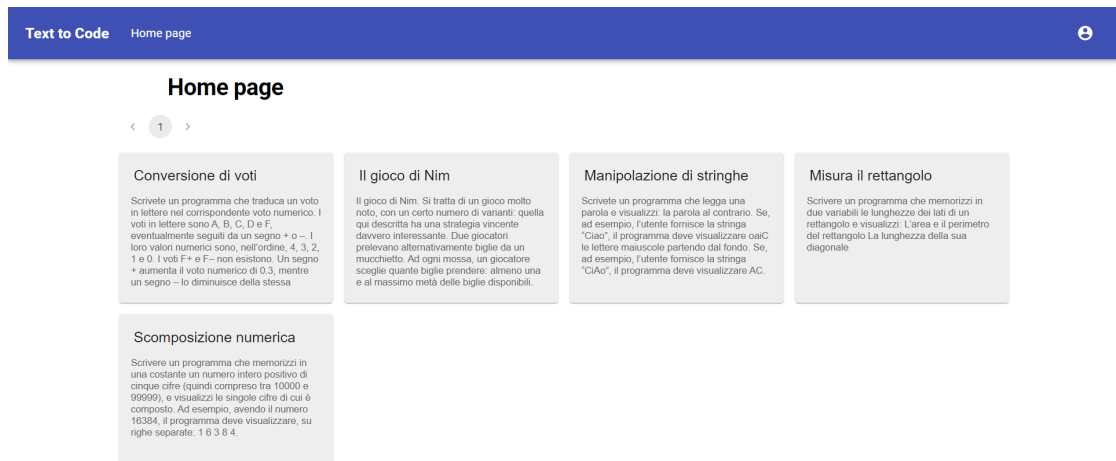 Text to Code Home page
Home page
1
Conversione di voti
Scrivete un programma che traduca un voto
in lettere nel corrispondente voto numerico. I
voti in lettere sono A, B, C, D e F,
eventualmente seguiti da un segno + o –. I
loro valori numerici sono, nell'ordine, 4, 3, 2,
1 e 0. I voti F+ e F– non esistono. Un segno
+ aumenta il voto numerico di 0.3, mentre
un segno – lo diminuisce della stessa
Il gioco di Nim
Il gioco di Nim. Si tratta di un gioco molto
noto, con un certo numero di varianti: quella
qui descritta ha una strategia vincente
davvero interessante. Due giocatori
prelevano alternativamente biglie da un
mucchietto. Ad ogni mossa, un giocatore
sceglie quante biglie prendere: almeno una
e al massimo metà delle biglie disponibili.
Manipolazione di stringhe
Scrivete un programma che legga una
parola e visualizzi: la parola al contrario. Se,
ad esempio, l'utente fornisce la stringa
"Ciao", il programma deve visualizzare oaiC
le lettere maiuscole partendo dal fondo. Se,
ad esempio, l'utente fornisce la stringa
"CiAo", il programma deve visualizzare AC.
Misura il rettangolo
Scrivere un programma che memorizzi in
due variabili le lunghezze dei lati di un
rettangolo e visualizzi: L'area e il perimetro
del rettangolo La lunghezza della sua
diagonale
Scomposizione numerica
Scrivere un programma che memorizzi in
una costante un numero intero positivo di
cinque cifre (quindi compreso tra 10000 e
99999), e visualizzi le singole cifre di cui è
composto. Ad esempio, avendo il numero
16384, il programma deve visualizzare, su
righe separate: 1 6 3 8 4.